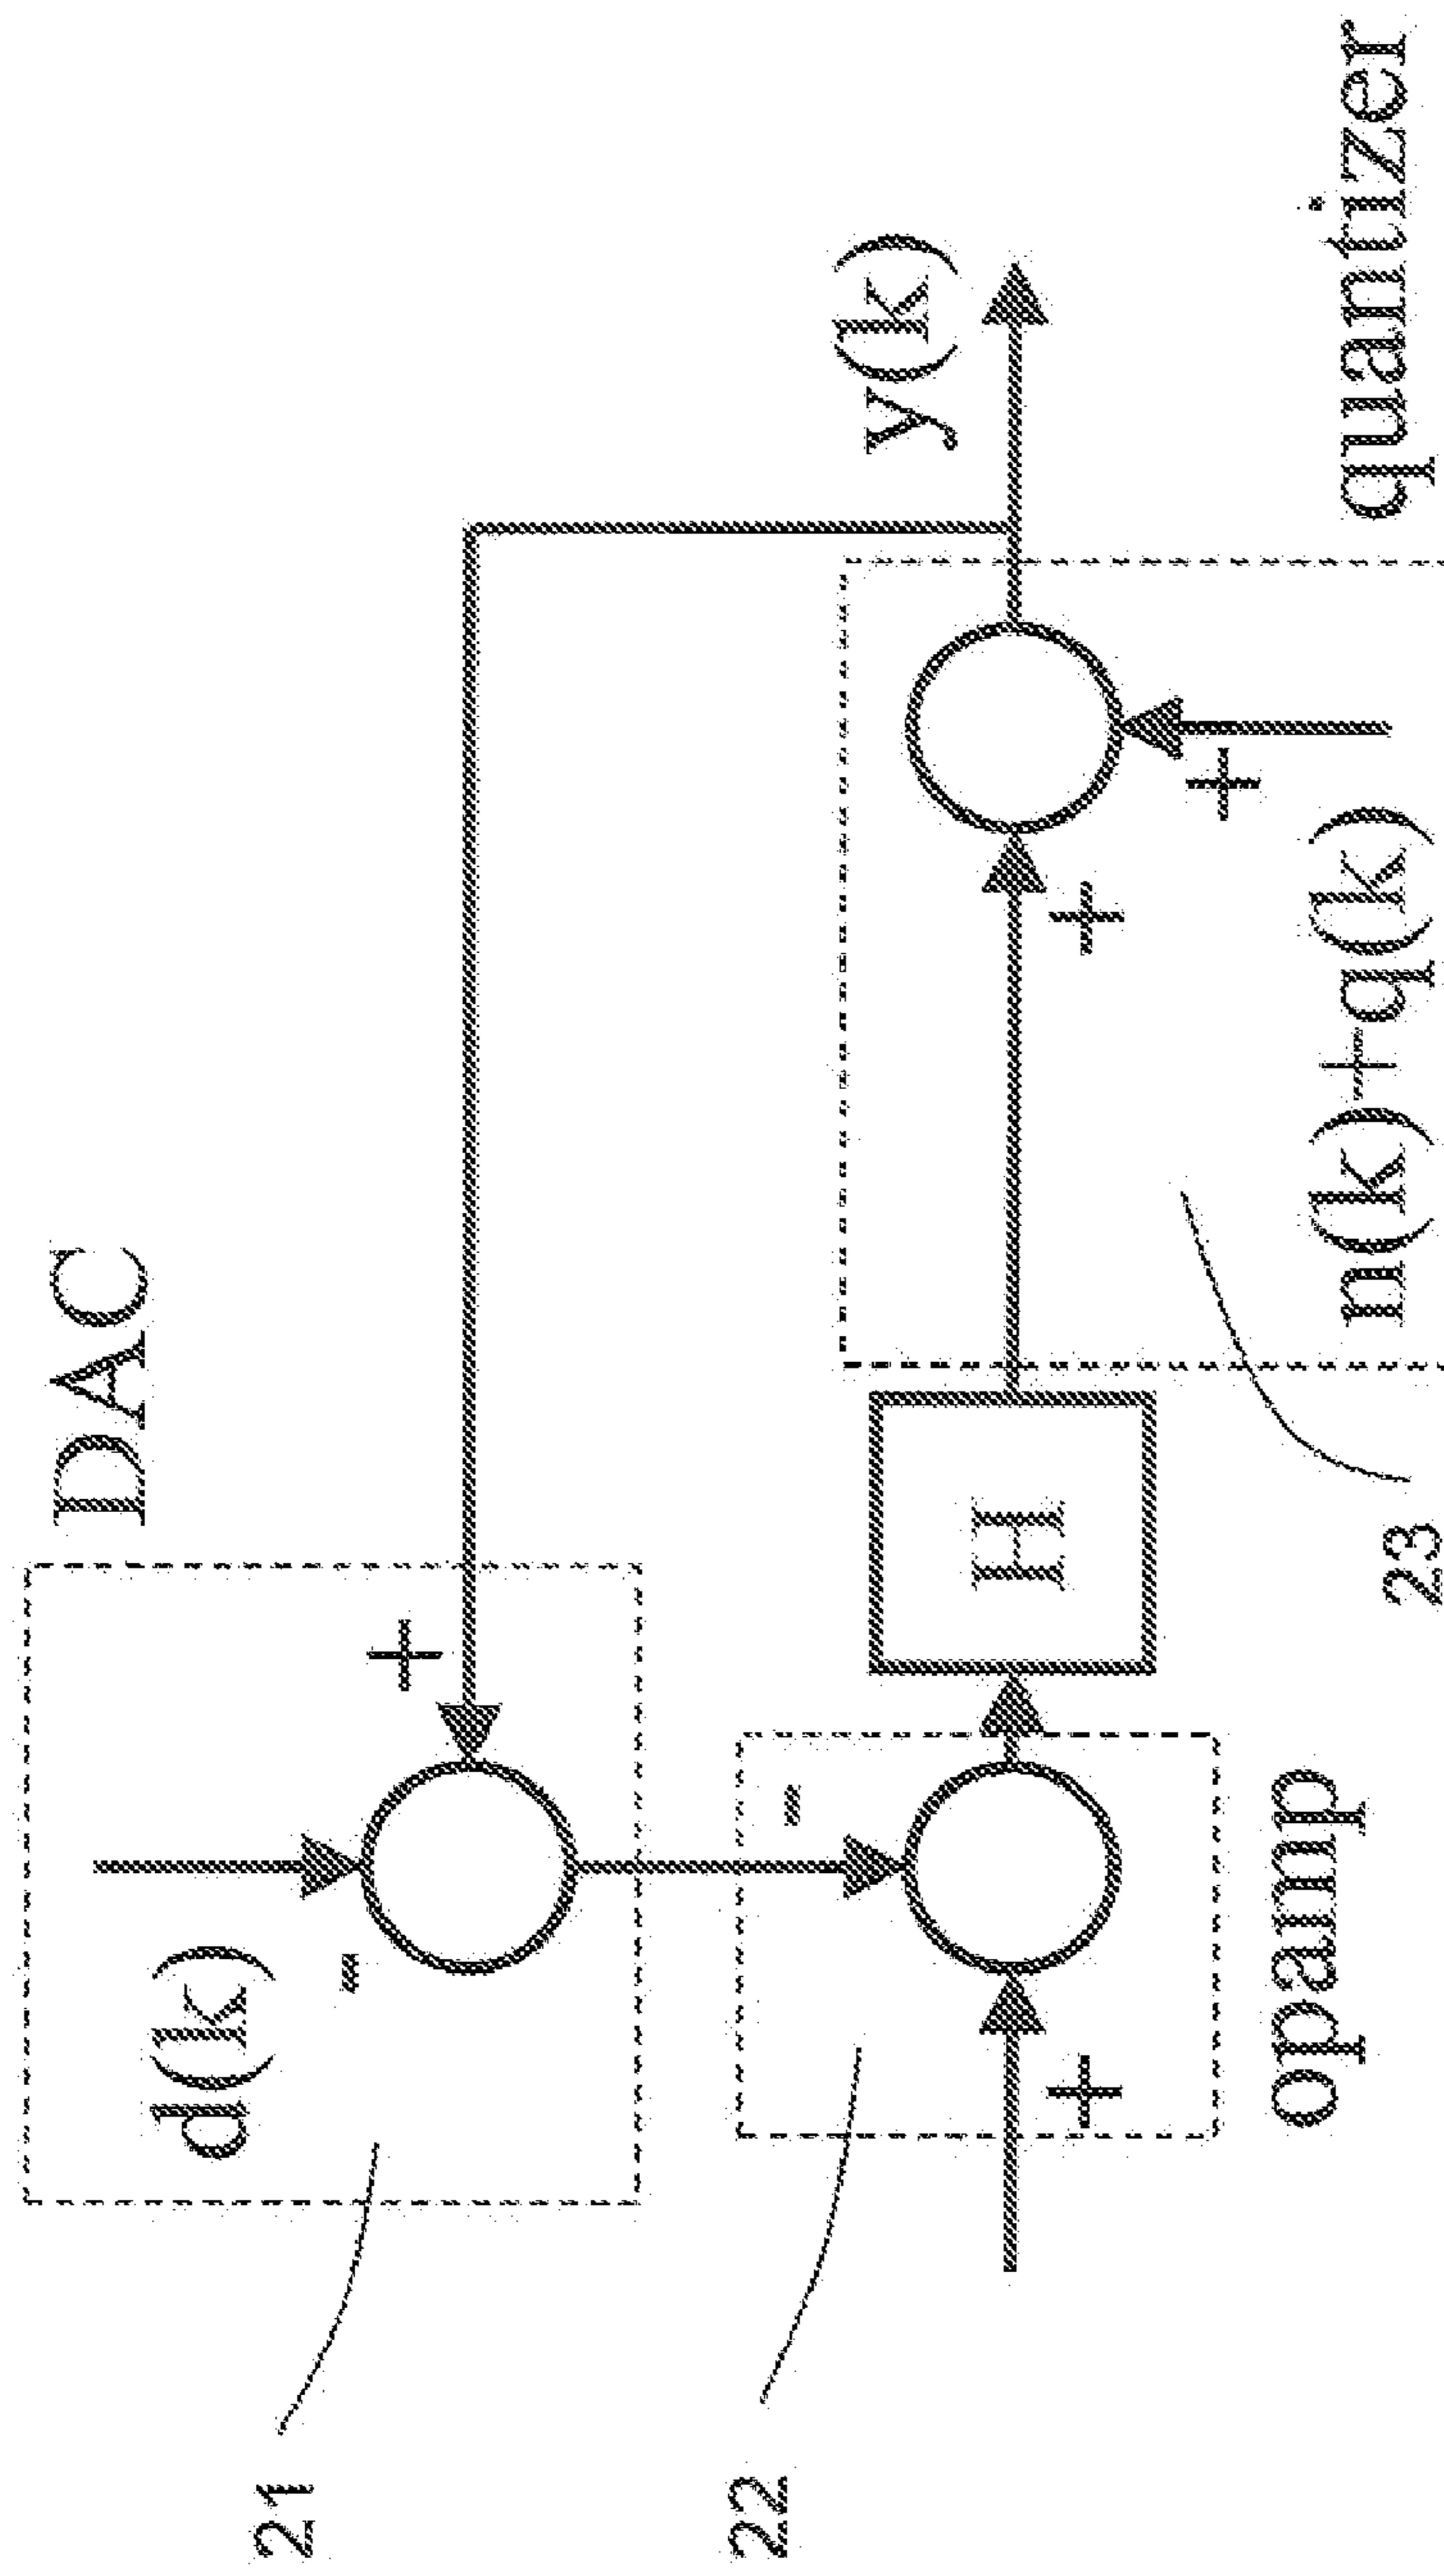 DAC
d(k)
-
+
21
-
y(k)
22
+
H
+
+
opamp
23
n(k)+q(k)
quantizer